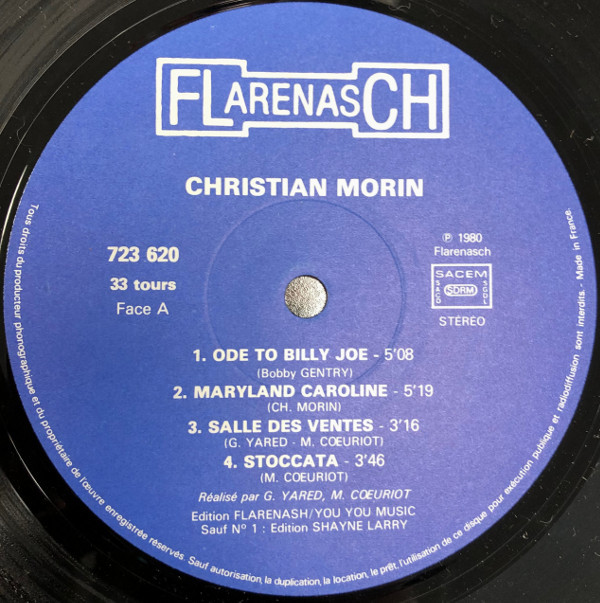 FLARENASCH
CHRISTIAN MORIN
723 620
33 tours
Face A
℗ 1980
Flarenasch
SACEM
SACD SDRM SGDL
STÉRÉO
1. ODE TO BILLY JOE - 5'08
(Bobby GENTRY)
2. MARYLAND CAROLINE - 5'19
(CH. MORIN)
3. SALLE DES VENTES - 3'16
(G. YARED - M. CŒURIOT)
4. STOCCATA - 3'46
(M. CŒURIOT)
Réalisé par G. YARED, M. CŒURIOT
Edition FLARENASH/YOU YOU MUSIC
Sauf N° 1 : Edition SHAYNE LARRY
Tous droits du producteur phonographique et du propriétaire de l'œuvre enregistrée réservés. Sauf autorisation, la duplication, la location, le prêt, l'utilisation de ce disque pour exécution publique et radiodiffusion sont interdits. - Made in France.